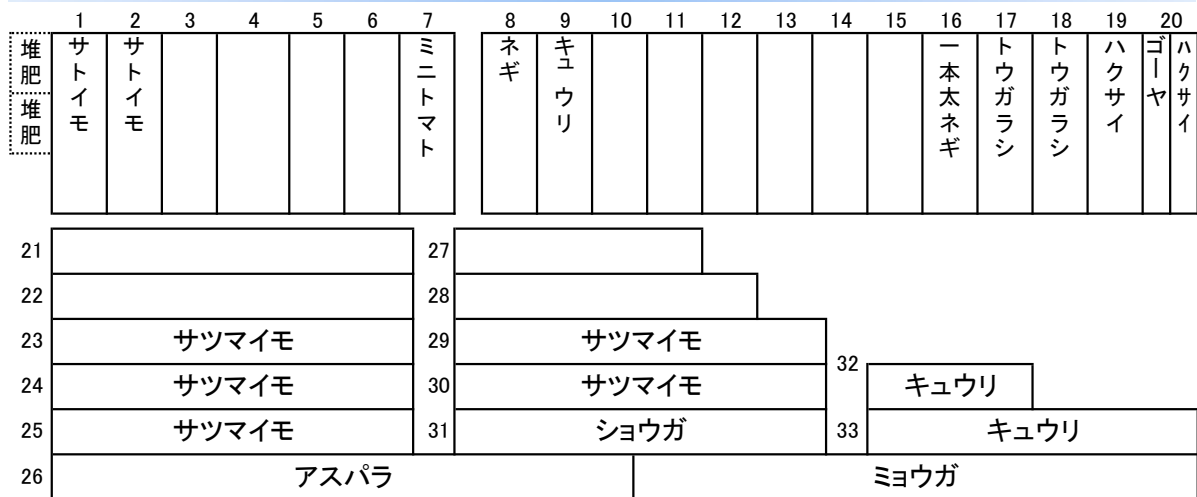 1 2 3 4 5 6 7 8 9 10 11 12 13 14 15 16 17 18 19 20
堆肥
堆肥
サトイモ
サトイモ
ミニトマト
ネギ
キュウリ
一本太ネギ
トウガラシ
トウガラシ
ハクサイ
ゴーヤ
ハクサイ
21 27
22 28
23 サツマイモ 29 サツマイモ
32
24 サツマイモ 30 サツマイモ キュウリ
25 サツマイモ 31 ショウガ 33 キュウリ
26 アスパラ ミョウガ